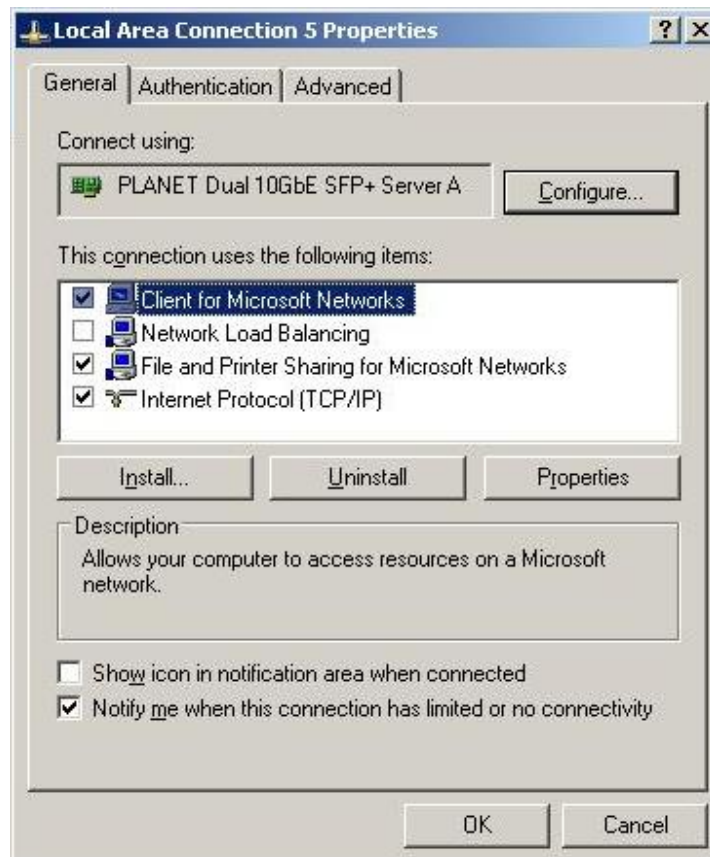 Local Area Connection 5 Properties
General Authentication Advanced
Connect using:
PLANET Dual 10GbE SFP+ Server A
Configure...
This connection uses the following items:
Client for Microsoft Networks
Network Load Balancing
File and Printer Sharing for Microsoft Networks
Internet Protocol (TCP/IP)
Install... Uninstall Properties
Description
Allows your computer to access resources on a Microsoft
network.
Show icon in notification area when connected
Notify me when this connection has limited or no connectivity
OK Cancel